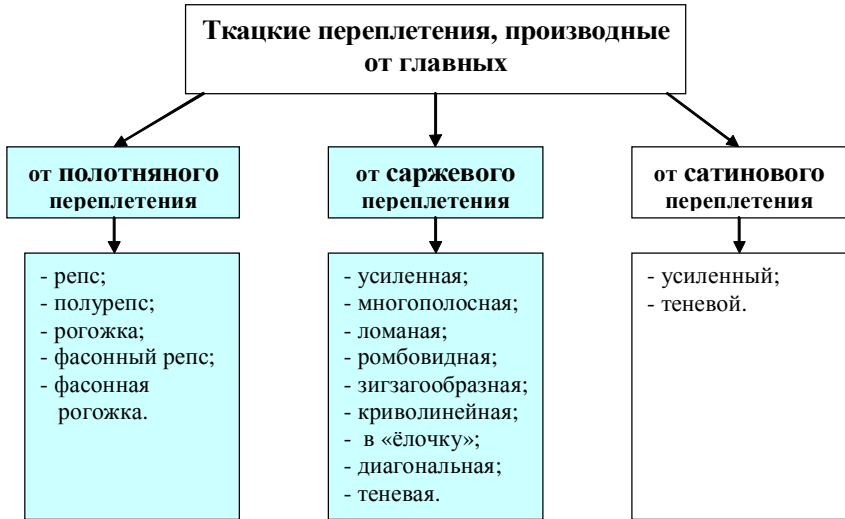 Ткацкие переплетения, производные
от главных
от полотняного
переплетения
от саржевого
переплетения
от сатинового
переплетения
- репс;
- полурепс;
- рогожка;
- фасонный репс;
- фасонная
рогожка.
- усиленная;
- многополосная;
- ломаная;
- ромбовидная;
- зигзагообразная;
- криволинейная;
- в «ёлочку»;
- диагональная;
- теневая.
- усиленный;
- теневой.